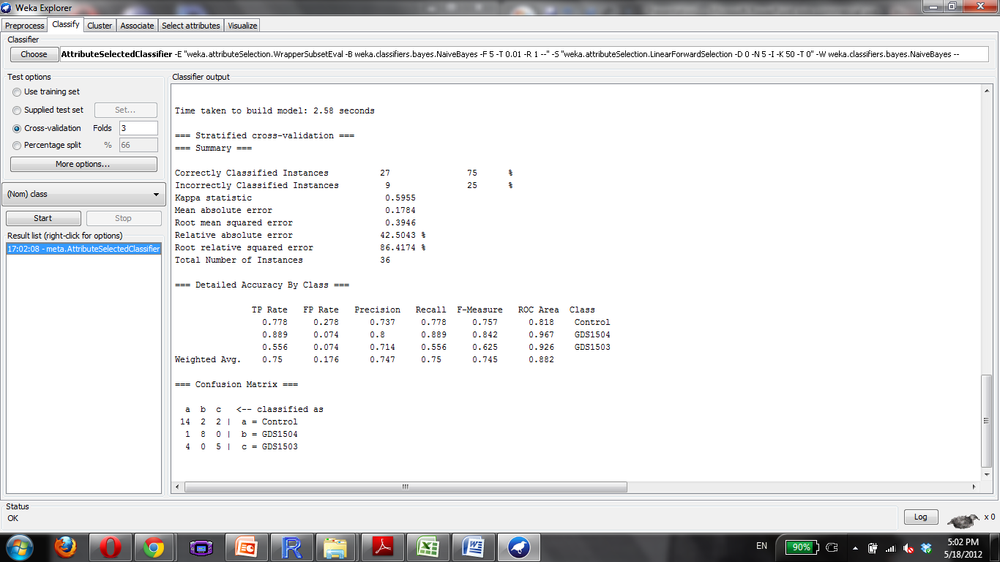 Weka Explorer
Preprocess Classify Cluster Associate Select attributes Visualize
Classifier
Choose AttributeSelectedClassifier -E "weka.attributeSelection.WrapperSubsetEval -B weka.classifiers.bayes.NaiveBayes -F 5 -T 0.01 -R 1 --" -S "weka.attributeSelection.LinearForwardSelection -D 0 -N 5 -I -K 50 -T 0" -W weka.classifiers.bayes.NaiveBayes --
Test options
Use training set
Supplied test set Set...
Cross-validation Folds 3
Percentage split % 66
More options...
(Nom) class
Start Stop
Result list (right-click for options)
17:02:08 - meta.AttributeSelectedClassifier
Classifier output
Time taken to build model: 2.58 seconds
=== Stratified cross-validation ===
=== Summary ===
Correctly Classified Instances 27 75 %
Incorrectly Classified Instances 9 25 %
Kappa statistic 0.5955
Mean absolute error 0.1784
Root mean squared error 0.3946
Relative absolute error 42.5043 %
Root relative squared error 86.4174 %
Total Number of Instances 36
=== Detailed Accuracy By Class ===
TP Rate FP Rate Precision Recall F-Measure ROC Area Class
0.778 0.278 0.737 0.778 0.757 0.818 Control
0.889 0.074 0.8 0.889 0.842 0.967 GDS1504
0.556 0.074 0.714 0.556 0.625 0.926 GDS1503
Weighted Avg. 0.75 0.176 0.747 0.75 0.745 0.882
=== Confusion Matrix ===
a b c <-- classified as
14 2 2 | a = Control
1 8 0 | b = GDS1504
4 0 5 | c = GDS1503
Status
OK
Log x 0
EN 90% 5:02 PM
5/18/2012